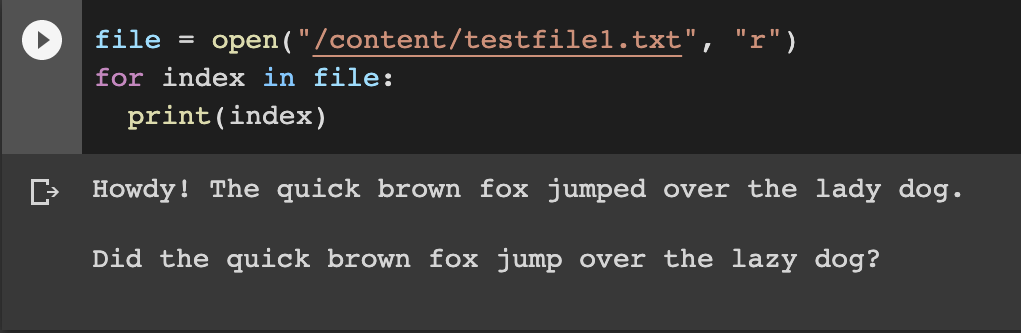 file = open("/content/testfile1.txt", "r")
for index in file:
  print(index)
Howdy! The quick brown fox jumped over the lady dog.
Did the quick brown fox jump over the lazy dog?